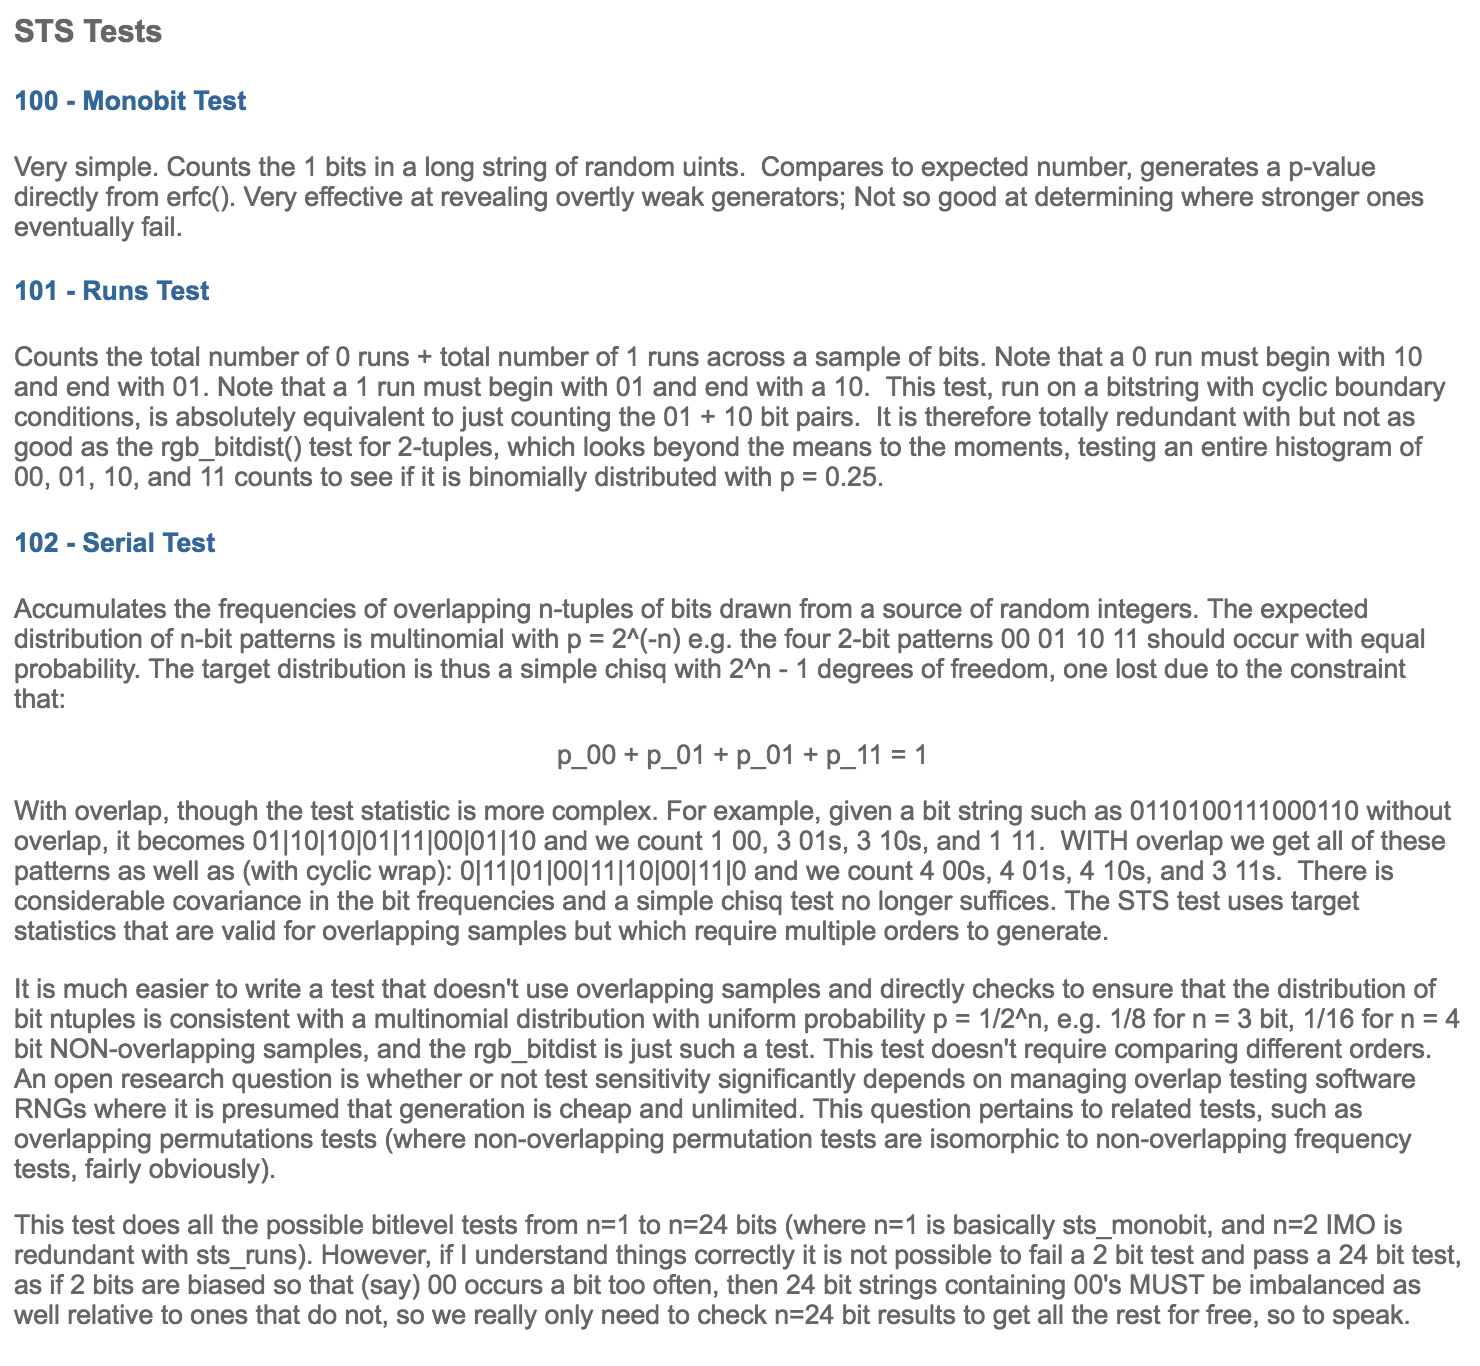 STS Tests
100 - Monobit Test
Very simple. Counts the 1 bits in a long string of random uints.  Compares to expected number, generates a p-value
directly from erfc(). Very effective at revealing overtly weak generators; Not so good at determining where stronger ones
eventually fail.
101 - Runs Test
Counts the total number of 0 runs + total number of 1 runs across a sample of bits. Note that a 0 run must begin with 10
and end with 01. Note that a 1 run must begin with 01 and end with a 10.  This test, run on a bitstring with cyclic boundary
conditions, is absolutely equivalent to just counting the 01 + 10 bit pairs.  It is therefore totally redundant with but not as
good as the rgb_bitdist() test for 2-tuples, which looks beyond the means to the moments, testing an entire histogram of
00, 01, 10, and 11 counts to see if it is binomially distributed with p = 0.25.
102 - Serial Test
Accumulates the frequencies of overlapping n-tuples of bits drawn from a source of random integers. The expected
distribution of n-bit patterns is multinomial with p = 2^(-n) e.g. the four 2-bit patterns 00 01 10 11 should occur with equal
probability. The target distribution is thus a simple chisq with 2^n - 1 degrees of freedom, one lost due to the constraint
that:
p_00 + p_01 + p_01 + p_11 = 1
With overlap, though the test statistic is more complex. For example, given a bit string such as 0110100111000110 without
overlap, it becomes 01|10|10|01|11|00|01|10 and we count 1 00, 3 01s, 3 10s, and 1 11.  WITH overlap we get all of these
patterns as well as (with cyclic wrap): 0|11|01|00|11|10|00|11|0 and we count 4 00s, 4 01s, 4 10s, and 3 11s.  There is
considerable covariance in the bit frequencies and a simple chisq test no longer suffices. The STS test uses target
statistics that are valid for overlapping samples but which require multiple orders to generate.
It is much easier to write a test that doesn't use overlapping samples and directly checks to ensure that the distribution of
bit ntuples is consistent with a multinomial distribution with uniform probability p = 1/2^n, e.g. 1/8 for n = 3 bit, 1/16 for n = 4
bit NON-overlapping samples, and the rgb_bitdist is just such a test. This test doesn't require comparing different orders.
An open research question is whether or not test sensitivity significantly depends on managing overlap testing software
RNGs where it is presumed that generation is cheap and unlimited. This question pertains to related tests, such as
overlapping permutations tests (where non-overlapping permutation tests are isomorphic to non-overlapping frequency
tests, fairly obviously).
This test does all the possible bitlevel tests from n=1 to n=24 bits (where n=1 is basically sts_monobit, and n=2 IMO is
redundant with sts_runs). However, if I understand things correctly it is not possible to fail a 2 bit test and pass a 24 bit test,
as if 2 bits are biased so that (say) 00 occurs a bit too often, then 24 bit strings containing 00's MUST be imbalanced as
well relative to ones that do not, so we really only need to check n=24 bit results to get all the rest for free, so to speak.